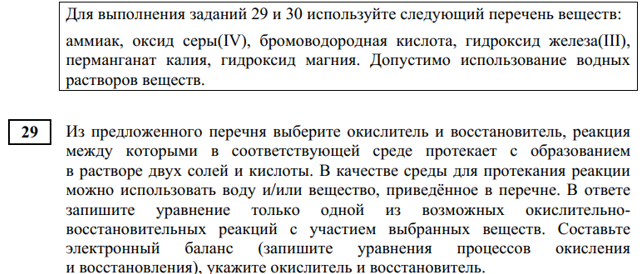 Для выполнения заданий 29 и 30 используйте следующий перечень веществ:
аммиак, оксид серы(IV), бромоводородная кислота, гидроксид железа(III),
перманганат калия, гидроксид магния. Допустимо использование водных
растворов веществ.
29 Из предложенного перечня выберите окислитель и восстановитель, реакция
между которыми в соответствующей среде протекает с образованием
в растворе двух солей и кислоты. В качестве среды для протекания реакции
можно использовать воду и/или вещество, приведённое в перечне. В ответе
запишите уравнение только одной из возможных окислительно-
восстановительных реакций с участием выбранных веществ. Составьте
электронный баланс (запишите уравнения процессов окисления
и восстановления), укажите окислитель и восстановитель.